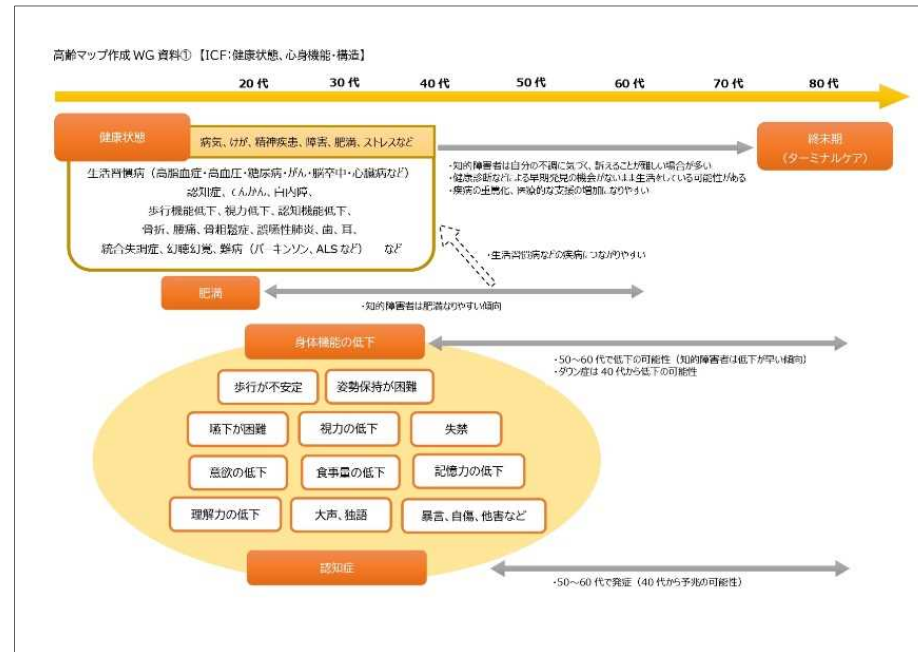 高齢マップ作成 WG 資料① 【ICF:健康状態、心身機能・構造】
20代 30代 40代 50代 60代 70代 80代
健康状態
病気、けが、精神疾患、障害、肥満、ストレスなど
終末期
(ターミナルケア)
生活習慣病(高脂血症・高血圧・糖尿病・がん・脳卒中・心臓病など)
認知症、てんかん、白内障、
歩行機能低下、視力低下、認知機能低下、
骨折、腰痛、骨粗鬆症、誤嚥性肺炎、歯、耳、
統合失調症、幻聴幻覚、難病(パーキンソン、ALSなど) など
・知的障害者は自分の不調に気づく、訴えることが難しい場合が多い
・健康診断などによる早期発見の機会がないまま生活をしている可能性がある
・疾病の重篤化、医療的な支援の増加になりやすい
・生活習慣病などの疾病につながりやすい
肥満
・知的障害者は肥満なりやすい傾向
身体機能の低下
・50~60代で低下の可能性(知的障害者は低下が早い傾向)
・ダウン症は40代から低下の可能性
歩行が不安定 姿勢保持が困難
嚥下が困難 視力の低下 失禁
意欲の低下 食事量の低下 記憶力の低下
理解力の低下 大声、独語 暴言、自傷、他害など
認知症
・50~60代で発症(40代から予兆の可能性)